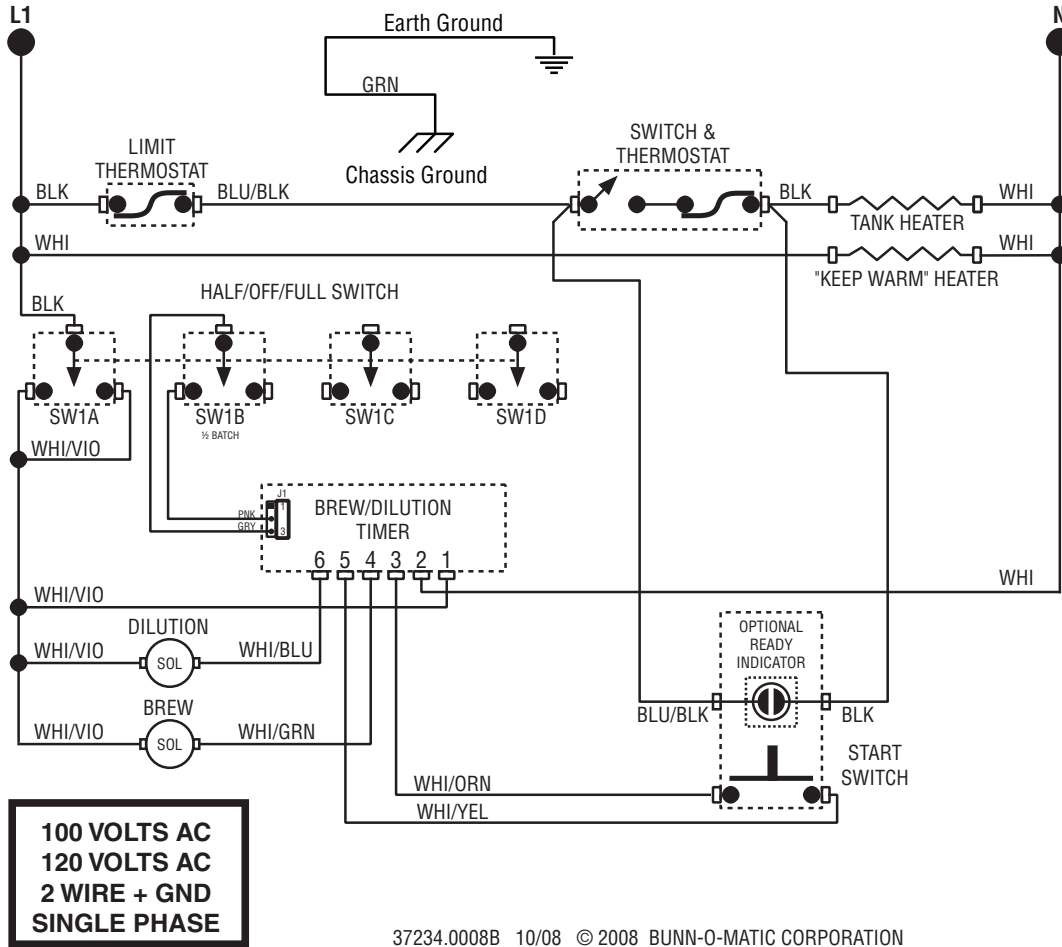 L1
N
Earth Ground
GRN
Chassis Ground
LIMIT
THERMOSTAT
SWITCH &
THERMOSTAT
BLK
BLU/BLK
BLK
WHI
TANK HEATER
WHI
WHI
"KEEP WARM" HEATER
HALF/OFF/FULL SWITCH
BLK
SW1A
SW1B
½ BATCH
SW1C
SW1D
WHI/VIO
J1
1
PNK
GRY
3
BREW/DILUTION
TIMER
6 5 4 3 2 1
WHI
WHI/VIO
DILUTION
WHI/VIO
SOL
WHI/BLU
OPTIONAL
READY
INDICATOR
BREW
WHI/VIO
SOL
WHI/GRN
BLU/BLK
BLK
START
SWITCH
WHI/ORN
WHI/YEL
100 VOLTS AC
120 VOLTS AC
2 WIRE + GND
SINGLE PHASE
37234.0008B 10/08 © 2008 BUNN-O-MATIC CORPORATION